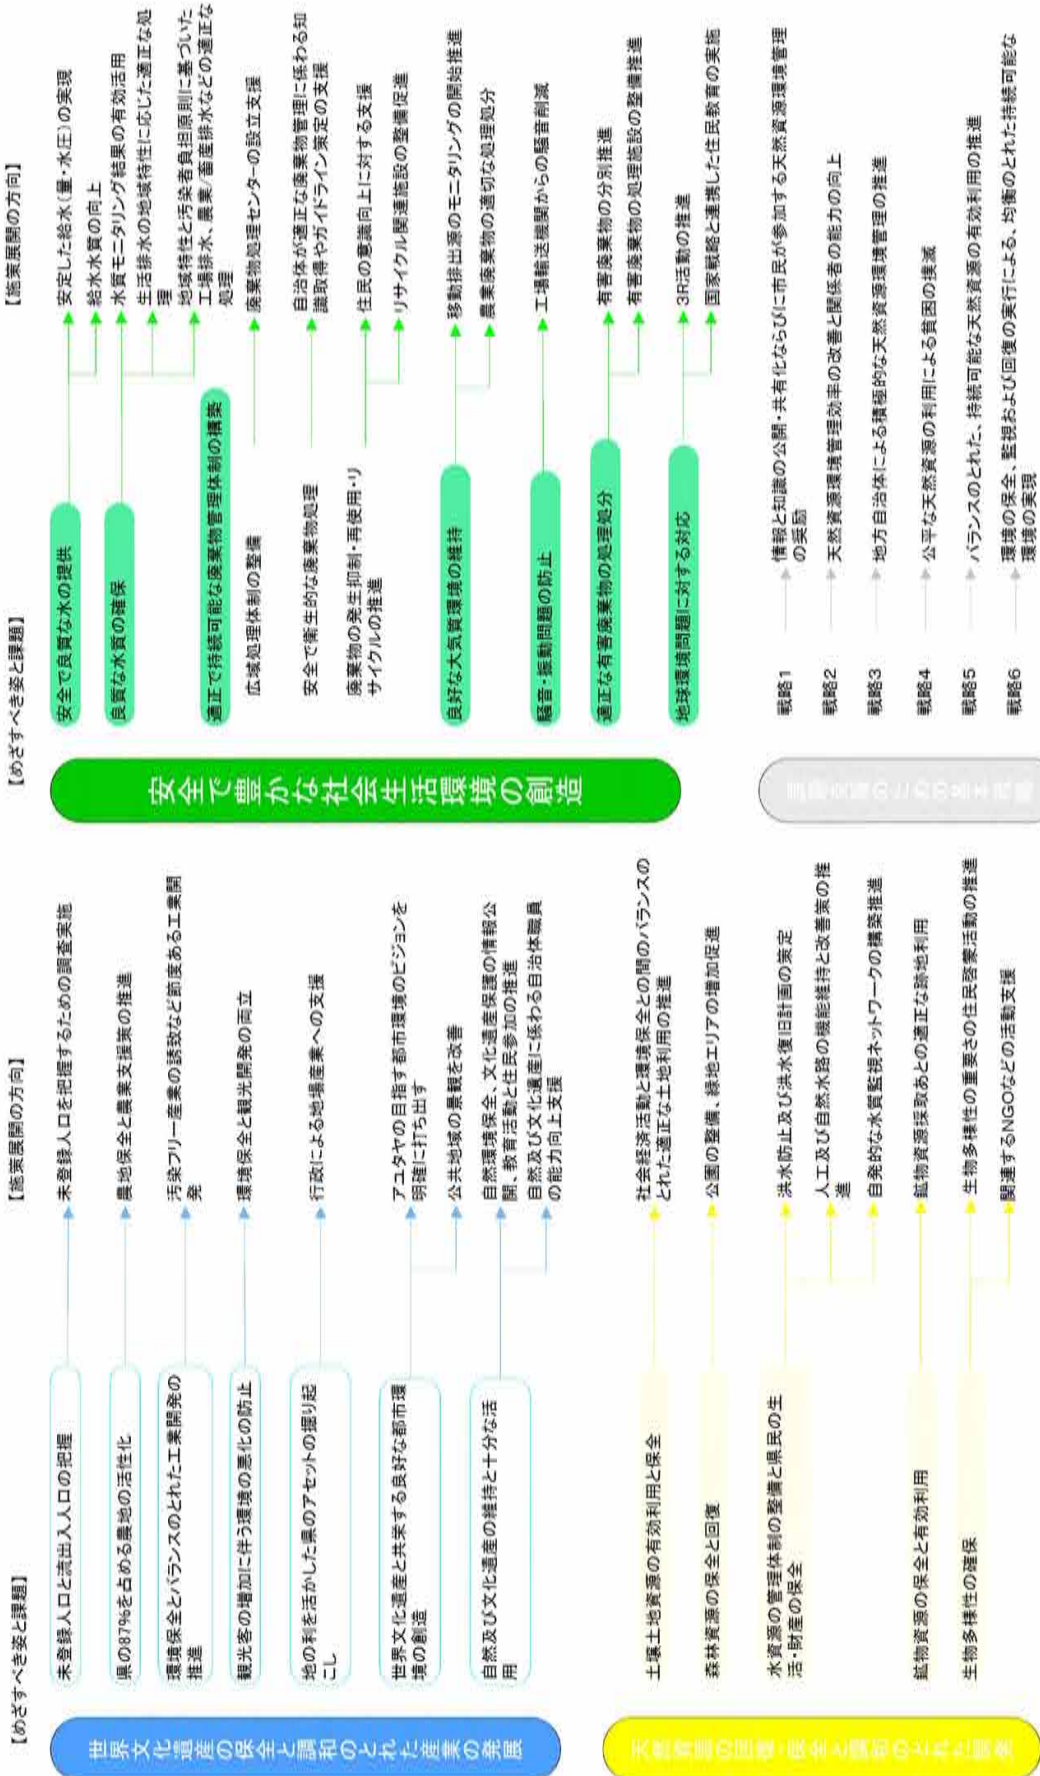 【めざすべき姿と課題】
【施策展開の方向】
世界文化遺産の保全と調和のとれた産業の発展
未登録人口と流出入人口の把握
未登録人口を把握するための調査実施
県の87%を占める農地の活性化
農地保全と農業支援策の推進
環境保全とバランスのとれた工業開発の
推進
汚染フリー産業の誘致など節度ある工業開
発
観光客の増加に伴う環境の悪化の防止
環境保全と観光開発の両立
地の利を活かした県のアセットの掘り起
こし
行政による地場産業への支援
世界文化遺産と共栄する良好な都市環
境の創造
アユタヤの目指す都市環境のビジョンを
明確に打ち出す
公共地域の景観を改善
自然及び文化遺産の維持と十分な活
用
自然環境保全、文化遺産保護の情報公
開、教育活動と住民参加の推進
自然及び文化遺産に係わる自治体職員
の能力向上支援
土壌土地資源の有効利用と保全
社会経済活動と環境保全との間のバランスの
とれた適正な土地利用の推進
森林資源の保全と回復
公園の整備、緑地エリアの増加促進
水資源の管理体制の整備と県民の生
活・財産の保全
洪水防止及び洪水復旧計画の策定
人工及び自然水路の機能維持と改善策の推
進
自発的な水質監視ネットワークの構築推進
鉱物資源の保全と有効利用
鉱物資源採取あとの適正な跡地利用
生物多様性の確保
生物多様性の重要さの住民啓蒙活動の推進
関連するNGOなどの活動支援
【めざすべき姿と課題】
【施策展開の方向】
安全で豊かな社会生活環境の創造
安全で良質な水の提供
安定した給水(量・水圧)の実現
給水水質の向上
良質な水質の確保
水質モニタリング結果の有効活用
生活排水の地域特性に応じた適正な処
理
地域特性と汚染者負担原則に基づいた
工場排水、農業/畜産排水などの適正な
処理
適正で持続可能な廃棄物管理体制の構築
広域処理体制の整備
廃棄物処理センターの設立支援
安全で衛生的な廃棄物処理
自治体が適正な廃棄物管理に係わる知
識取得やガイドライン策定の支援
廃棄物の発生抑制・再使用・リ
サイクルの推進
住民の意識向上に対する支援
リサイクル関連施設の整備促進
良好な大気質環境の維持
移動排出源のモニタリングの開始推進
農業廃棄物の適切な処理処分
騒音・振動問題の防止
工場輸送機関からの騒音削減
適正な有害廃棄物の処理処分
有害廃棄物の分別推進
有害廃棄物の処理施設の整備推進
地球環境問題に対する対応
3R活動の推進
国家戦略と連携した住民教育の実施
戦略1
情報と知識の公開・共有化ならびに市民が参加する天然資源環境管理
の奨励
戦略2
天然資源環境管理効率の改善と関係者の能力の向上
戦略3
地方自治体による積極的な天然資源環境管理の推進
戦略4
公平な天然資源の利用による貧困の撲滅
戦略5
バランスのとれた、持続可能な天然資源の有効利用の推進
戦略6
環境の保全、監視および回復の実行による、均衡のとれた持続可能な
環境の実現